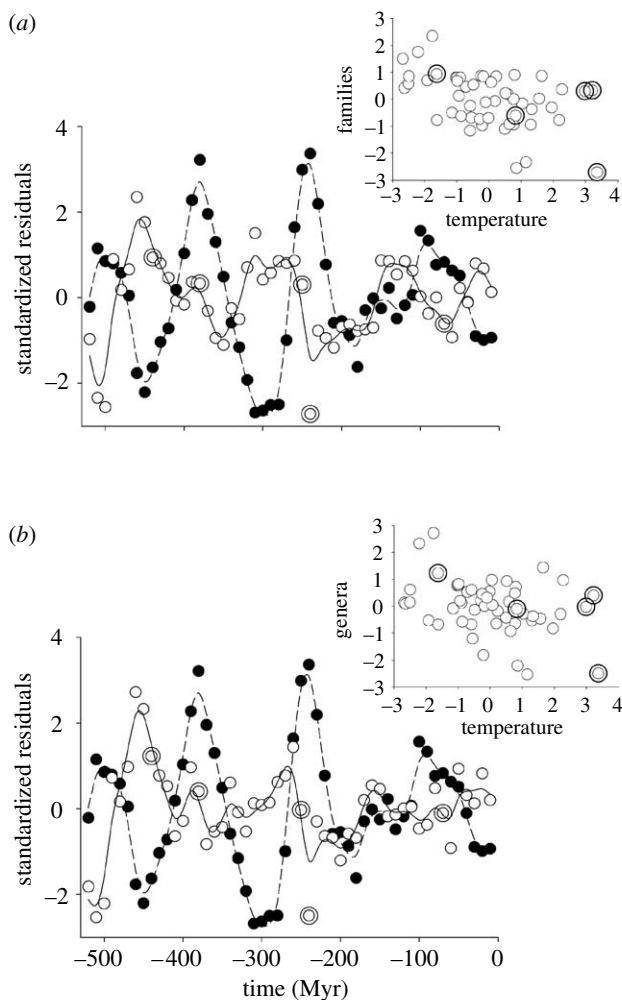 (a)
3
2
1
0
−1
−2
−3
families
−3 −2 −1 0 1 2 3 4
temperature
4
2
0
−2
standardized residuals
(b)
3
2
1
0
−1
−2
−3
genera
−3 −2 −1 0 1 2 3 4
temperature
4
2
0
−2
standardized residuals
−500 −400 −300 −200 −100 0
time (Myr)